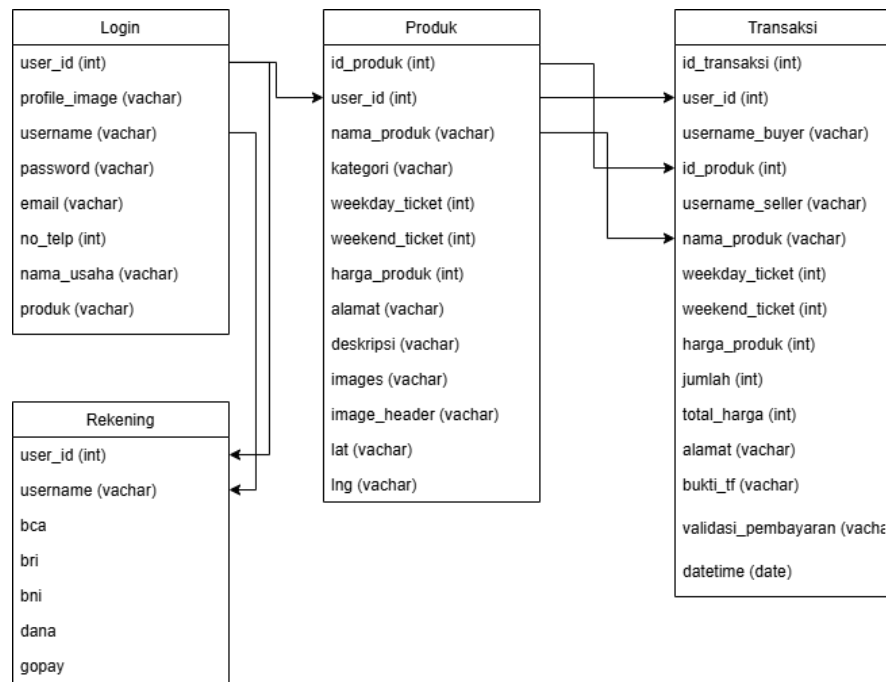 Login
user_id (int)
profile_image (vachar)
username (vachar)
password (vachar)
email (vachar)
no_telp (int)
nama_usaha (vachar)
produk (vachar)
Rekening
user_id (int)
username (vachar)
bca
bri
bni
dana
gopay
Produk
id_produk (int)
user_id (int)
nama_produk (vachar)
kategori (vachar)
weekday_ticket (int)
weekend_ticket (int)
harga_produk (int)
alamat (vachar)
deskripsi (vachar)
images (vachar)
image_header (vachar)
lat (vachar)
lng (vachar)
Transaksi
id_transaksi (int)
user_id (int)
username_buyer (vachar)
id_produk (int)
username_seller (vachar)
nama_produk (vachar)
weekday_ticket (int)
weekend_ticket (int)
harga_produk (int)
jumlah (int)
total_harga (int)
alamat (vachar)
bukti_tf (vachar)
validasi_pembayaran (vacha
datetime (date)